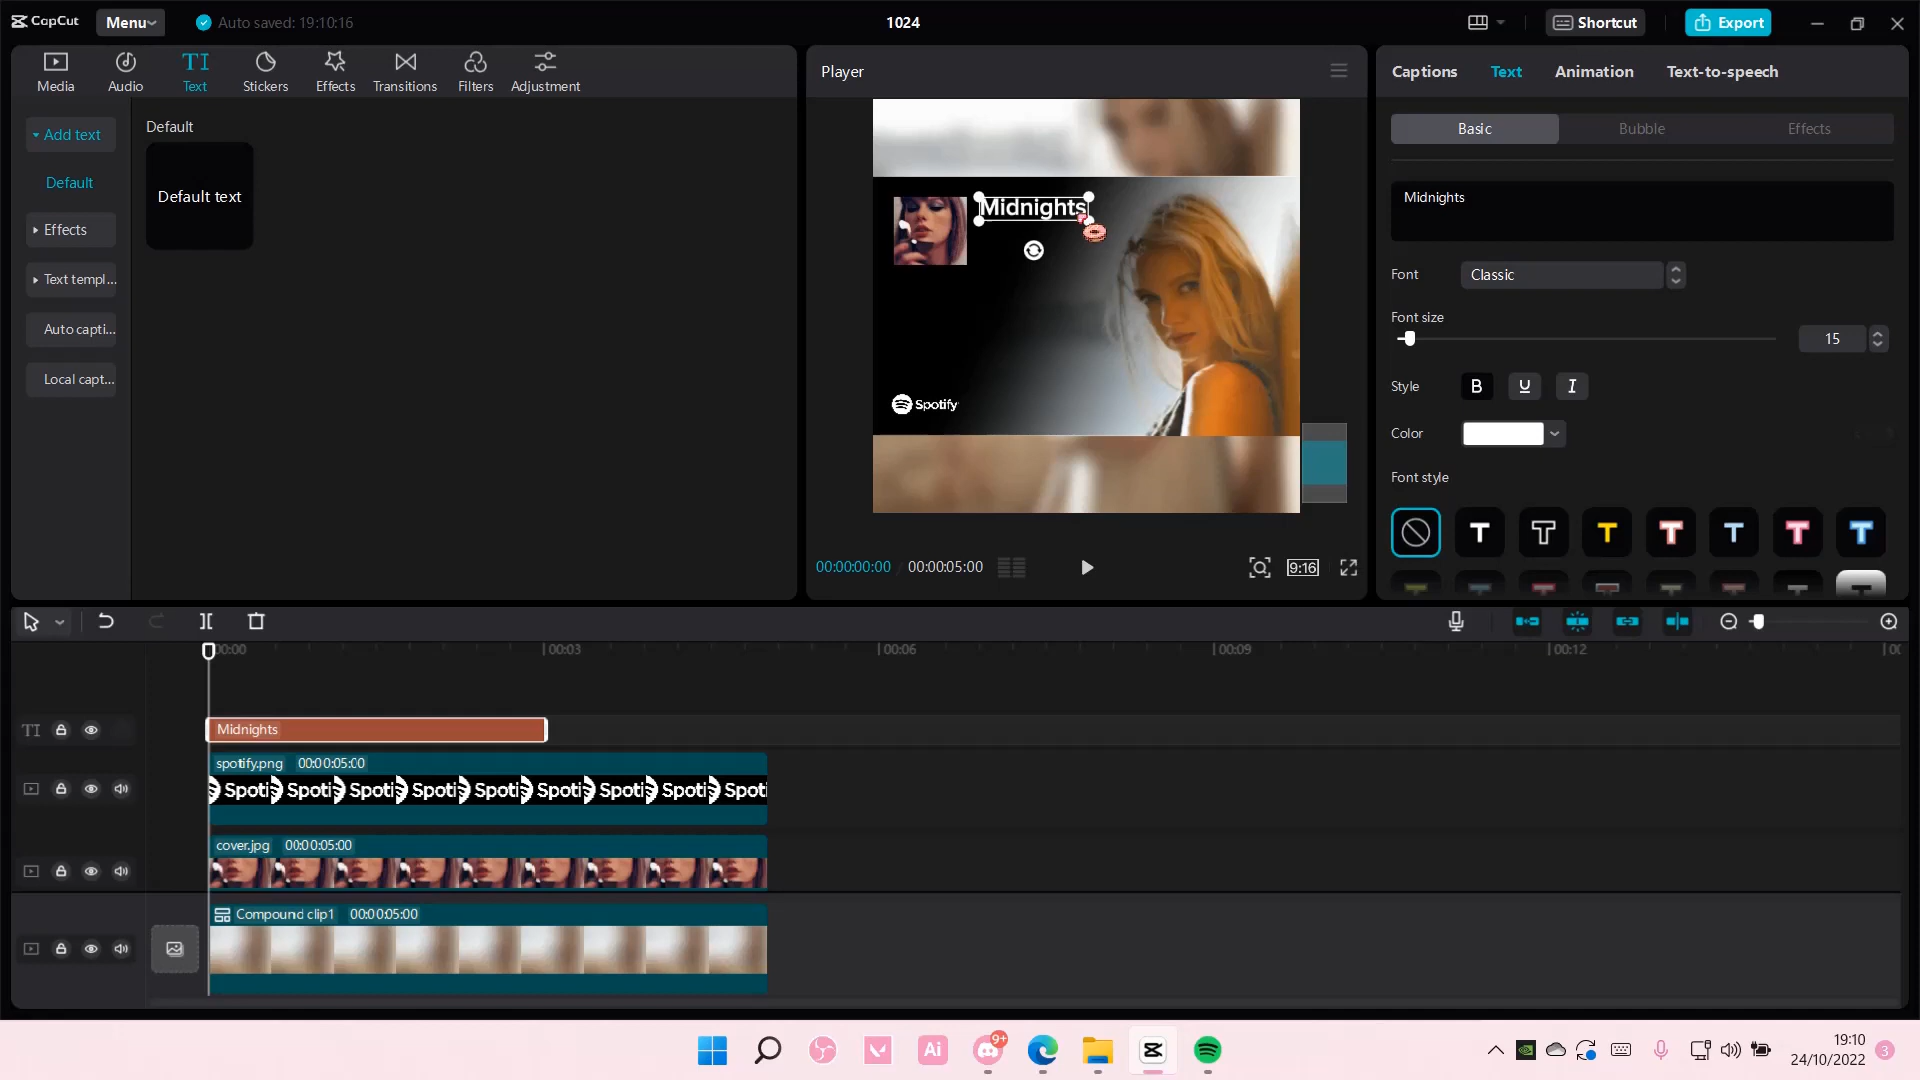 CapCut
Menu
Auto saved: 19:10:16
1024
Shortcut
Export
Media
Audio
Text
Stickers
Effects
Transitions
Filters
Adjustment
Add text
Default
Effects
Text templ...
Auto capti...
Local capt...
Default
Default text
Player
Midnights
Spotify
00:00:00:00 / 00:00:05:00
9:16
Captions
Text
Animation
Text-to-speech
Basic
Bubble
Effects
Midnights
Font
Classic
Font size
15
Style
B U I
Color
Font style
T T T T T T T
00:00
00:03
00:06
00:09
00:12
TI
Midnights
spotify.png 00:00:05:00
Spoti Spoti Spoti Spoti Spoti Spoti Spoti Spoti Spoti
cover.jpg 00:00:05:00
Compound clip1 00:00:05:00
Ai
9+
19:10
24/10/2022
3